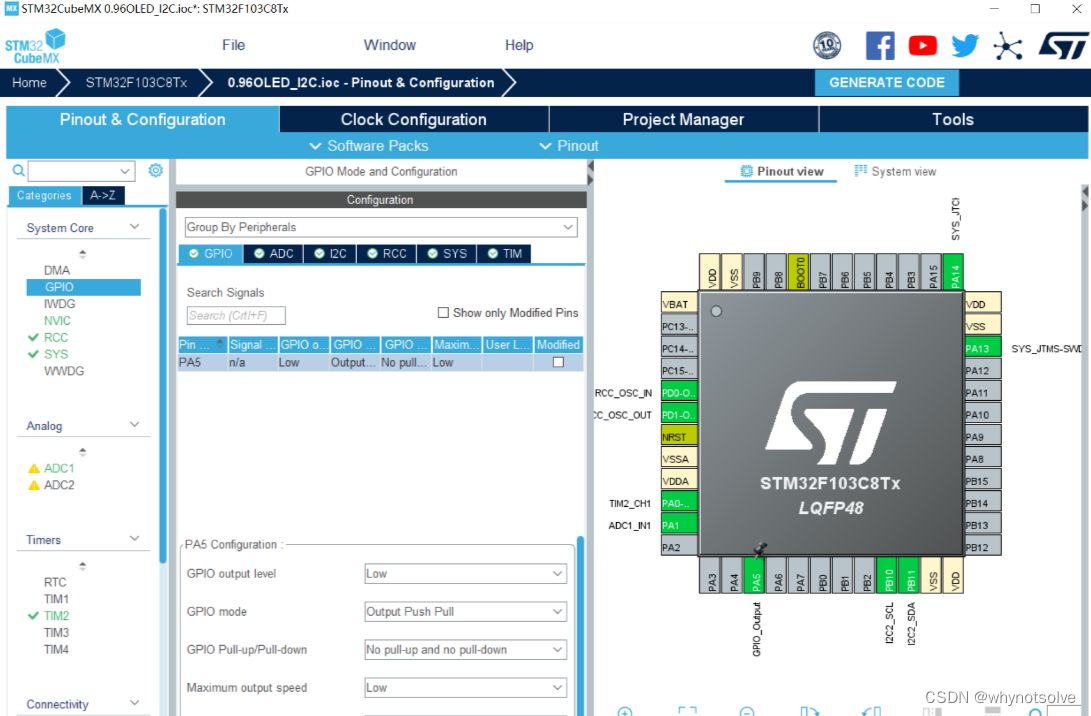 STM32CubeMX 0.96OLED_I2C.ioc*: STM32F103C8Tx
STM32
CubeMX
File
Window
Help
10
Home
STM32F103C8Tx
0.96OLED_I2C.ioc - Pinout & Configuration
GENERATE CODE
Pinout & Configuration
Clock Configuration
Project Manager
Tools
Software Packs
Pinout
Categories
A->Z
System Core
DMA
GPIO
IWDG
NVIC
RCC
SYS
WWDG
Analog
ADC1
ADC2
Timers
RTC
TIM1
TIM2
TIM3
TIM4
Connectivity
GPIO Mode and Configuration
Configuration
Group By Peripherals
GPIO
ADC
I2C
RCC
SYS
TIM
Search Signals
Search (Crtl+F)
Show only Modified Pins
Pin ... Signal ... GPIO o... GPIO ... GPIO ... Maxim... User L... Modified
PA5 n/a Low Output... No pull... Low
PA5 Configuration :
GPIO output level Low
GPIO mode Output Push Pull
GPIO Pull-up/Pull-down No pull-up and no pull-down
Maximum output speed Low
Pinout view
System view
SYS_JTCI
VDD
VSS
PB9
PB8
BOOT0
PB7
PB6
PB5
PB4
PB3
PA15
PA14
VBAT
PC13-..
PC14-..
PC15-..
RCC_OSC_IN PD0-O..
CC_OSC_OUT PD1-O..
NRST
VSSA
VDDA
TIM2_CH1 PA0-..
ADC1_IN1 PA1
PA2
STM32F103C8Tx
LQFP48
VDD
VSS
PA13 SYS_JTMS-SWD
PA12
PA11
PA10
PA9
PA8
PB15
PB14
PB13
PB12
PA3
PA4
PA5
PA6
PA7
PB0
PB1
PB2
PB10
PB11
VSS
VDD
GPIO_Output
I2C2_SCL
I2C2_SDA
CSDN @whynotsolve